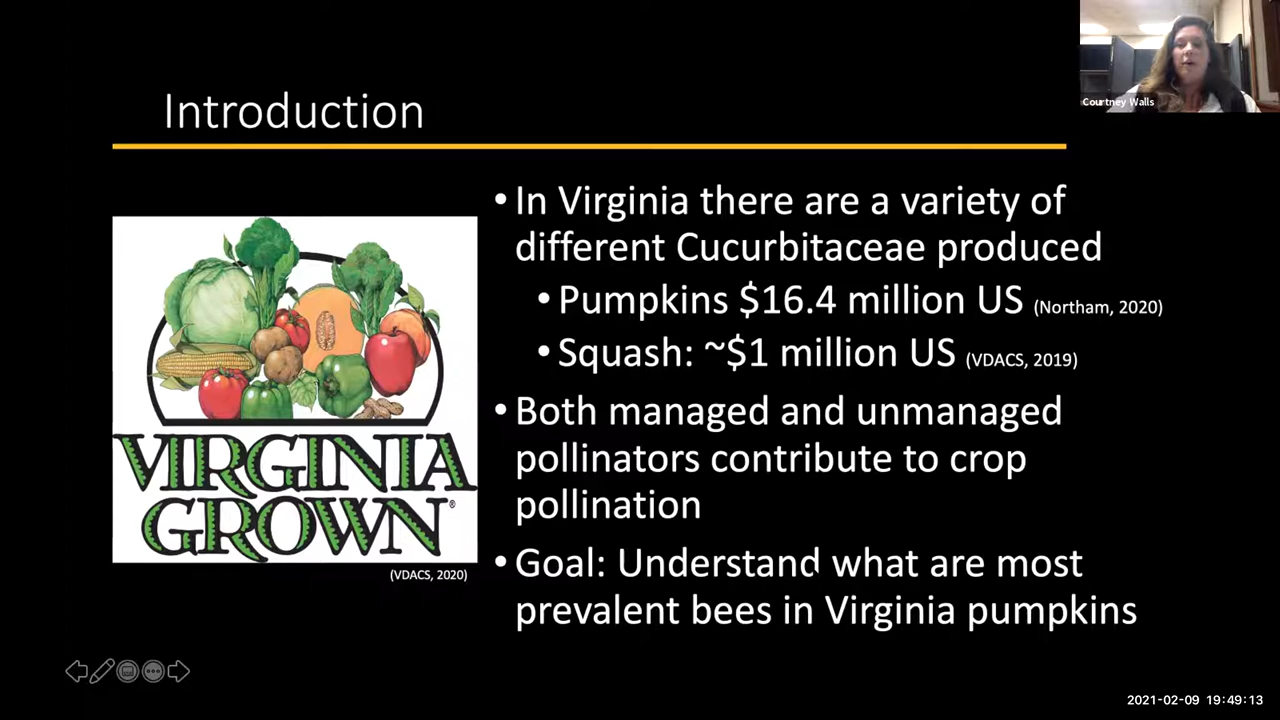 Courtney Walls
Introduction
• In Virginia there are a variety of
different Cucurbitaceae produced
• Pumpkins $16.4 million US (Northam, 2020)
• Squash: ~$1 million US (VDACS, 2019)
• Both managed and unmanaged
pollinators contribute to crop
pollination
• Goal: Understand what are most
prevalent bees in Virginia pumpkins
VIRGINIA
GROWN®
(VDACS, 2020)
2021-02-09 19:49:13